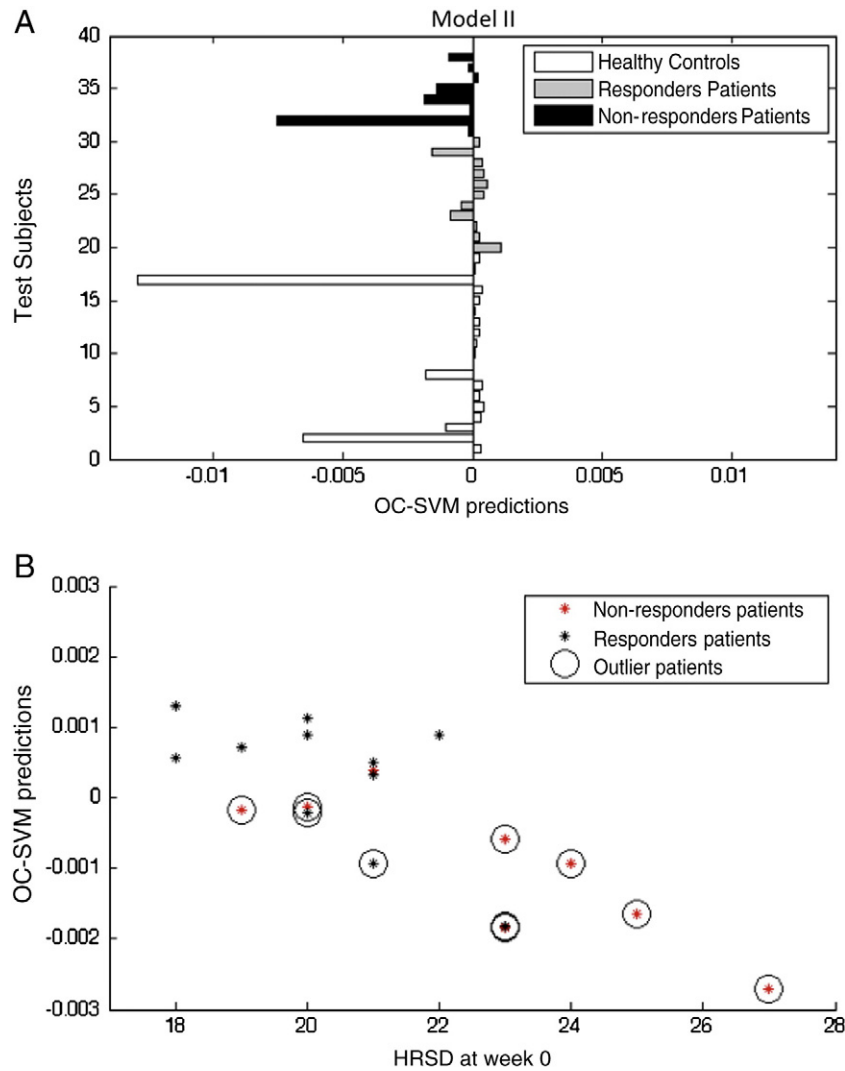 A
Model II
40
35
30
25
20
15
10
5
0
Test Subjects
Healthy Controls
Responders Patients
Non-responders Patients
-0.01
-0.005
0
0.005
0.01
OC-SVM predictions
B
0.003
0.002
0.001
0
-0.001
-0.002
-0.003
OC-SVM predictions
Non-responders patients
Responders patients
Outlier patients
18
20
22
24
26
28
HRSD at week 0